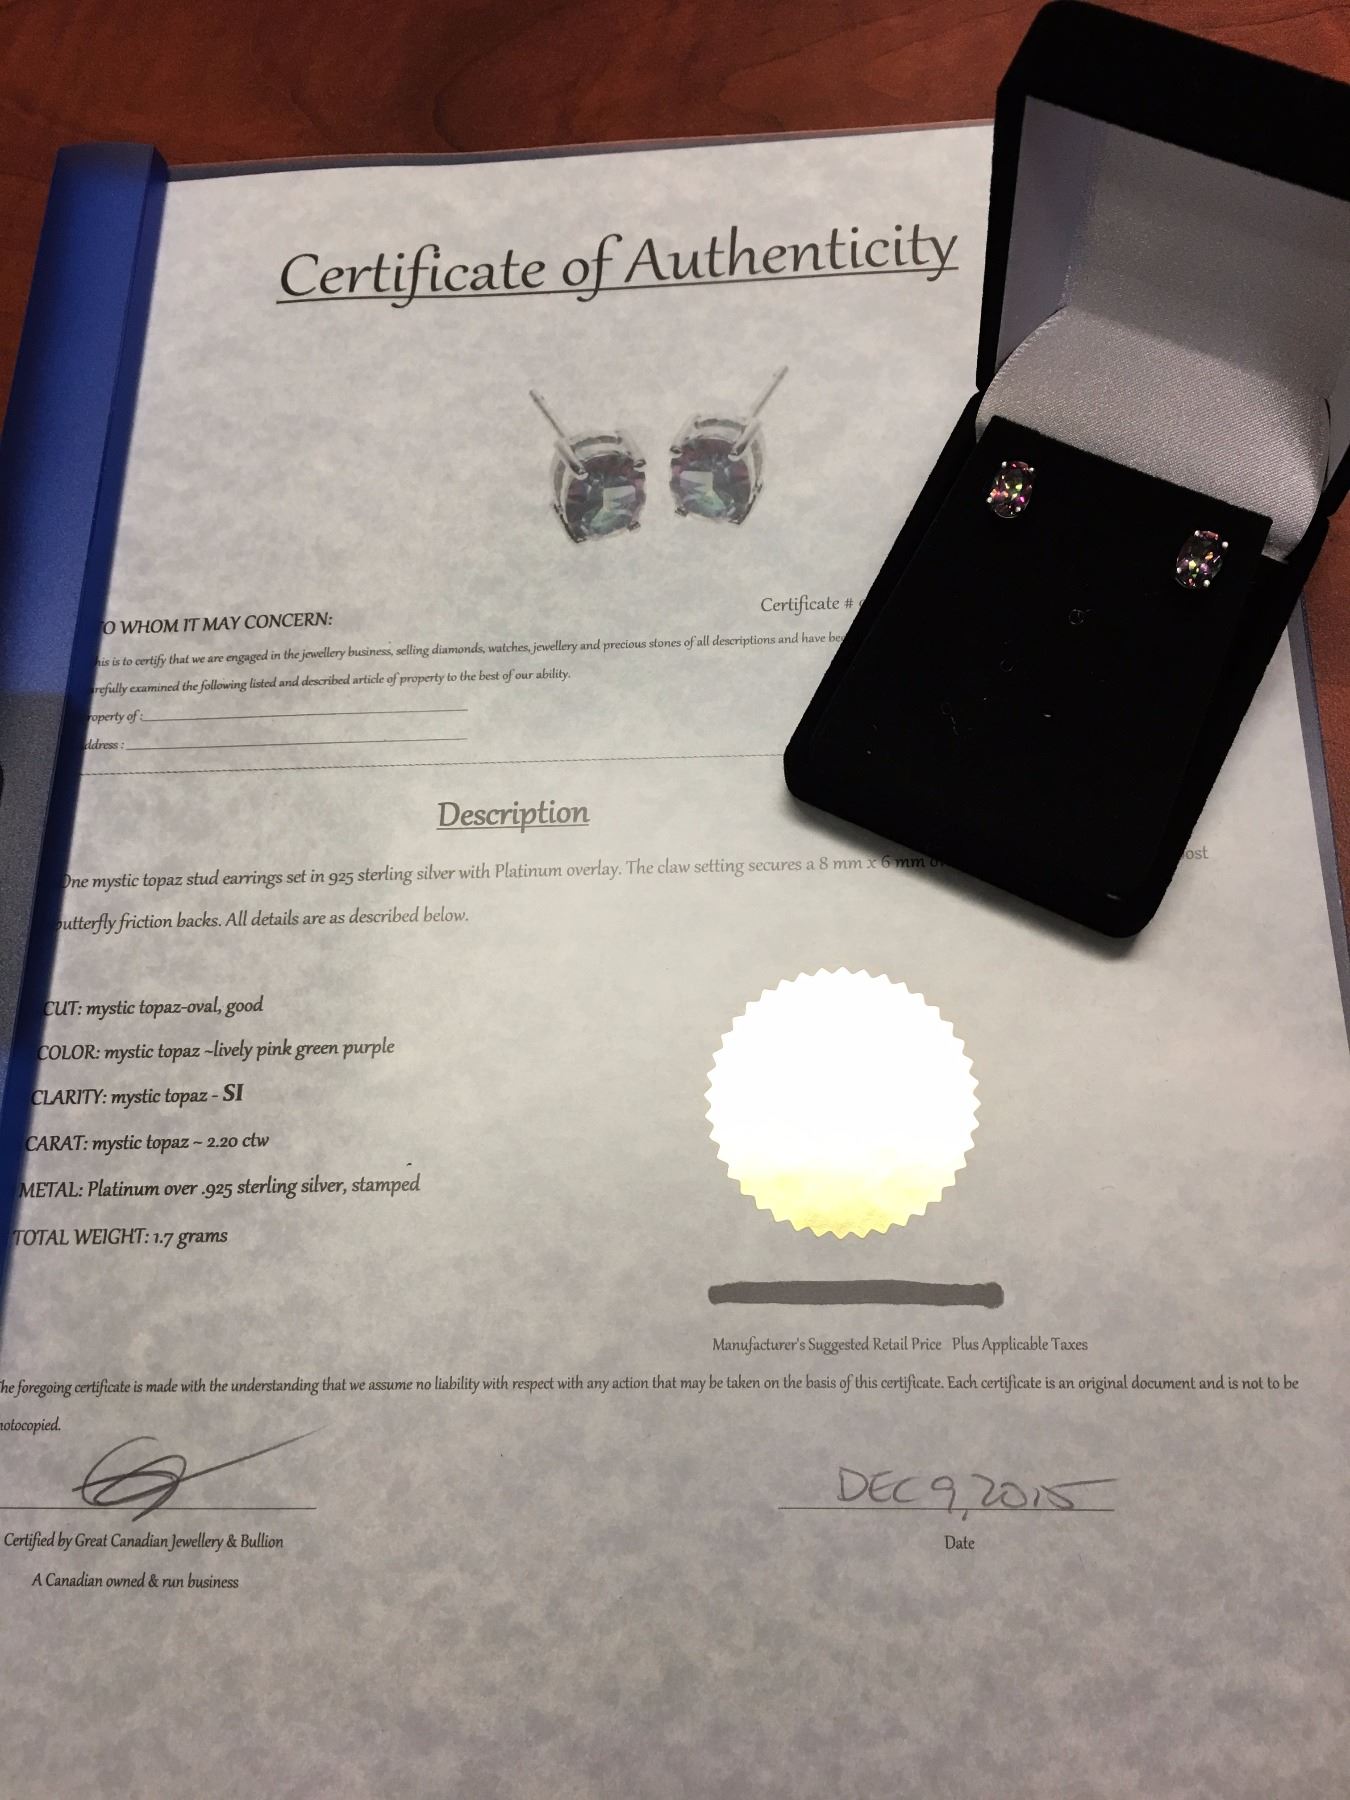 Certificate of Authenticity
O WHOM IT MAY CONCERN:
Certificate #
his is to certify that we are engaged in the jewellery business, selling diamonds, watches, jewellery and precious stones of all descriptions and have
refully examined the following listed and described article of property to the best of our ability.
roperty of :
ddress :
Description
One mystic topaz stud earrings set in 925 sterling silver with Platinum overlay. The claw setting secures a 8 mm x 6 mm
butterfly friction backs. All details are as described below.
CUT: mystic topaz-oval, good
COLOR: mystic topaz ~lively pink green purple
CLARITY: mystic topaz - SI
CARAT: mystic topaz ~ 2.20 ctw
METAL: Platinum over .925 sterling silver, stamped
TOTAL WEIGHT: 1.7 grams
Manufacturer's Suggested Retail Price Plus Applicable Taxes
he foregoing certificate is made with the understanding that we assume no liability with respect with any action that may be taken on the basis of this certificate. Each certificate is an original document and is not to be
otocopied.
DEC 9, 2015
Certified by Great Canadian Jewellery & Bullion
Date
A Canadian owned & run business